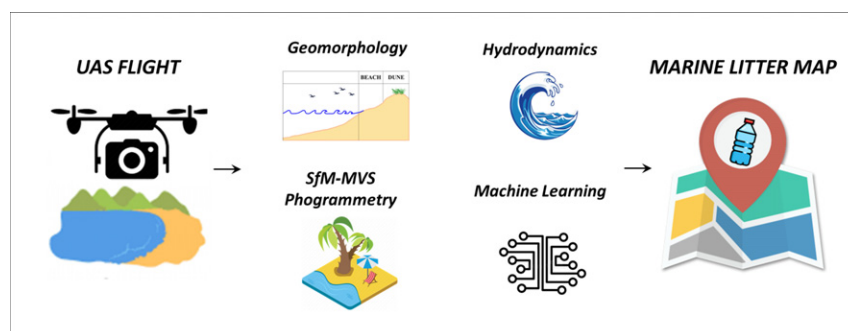 UAS FLIGHT
Geomorphology
BEACH
DUNE
SfM-MVS
Phogrammetry
Hydrodynamics
Machine Learning
MARINE LITTER MAP